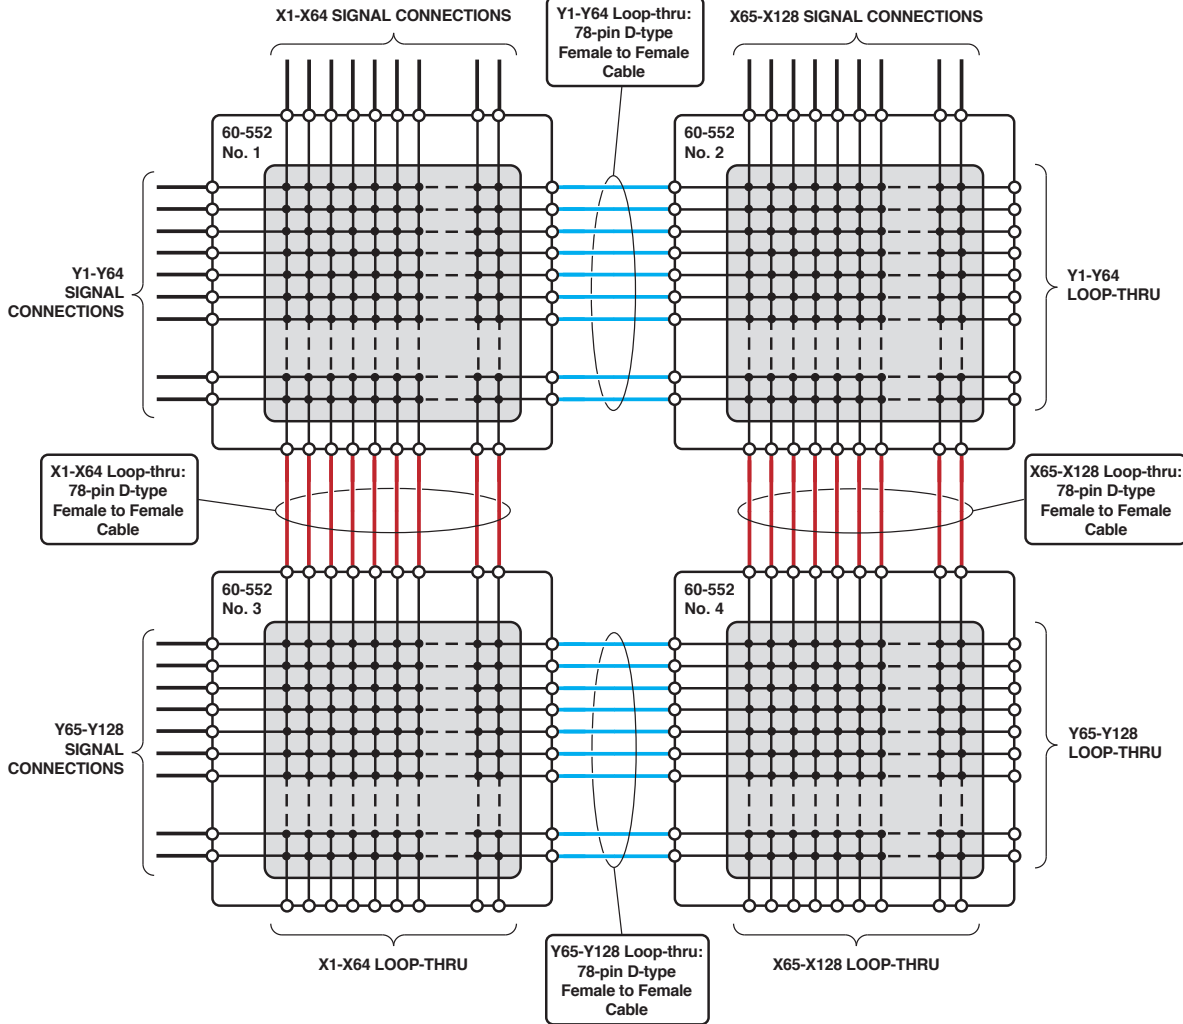 X1-X64 SIGNAL CONNECTIONS
Y1-Y64 Loop-thru:
78-pin D-type
Female to Female
Cable
X65-X128 SIGNAL CONNECTIONS
60-552
No. 1
60-552
No. 2
Y1-Y64
SIGNAL
CONNECTIONS
Y1-Y64
LOOP-THRU
X1-X64 Loop-thru:
78-pin D-type
Female to Female
Cable
X65-X128 Loop-thru:
78-pin D-type
Female to Female
Cable
60-552
No. 3
60-552
No. 4
Y65-Y128
SIGNAL
CONNECTIONS
Y65-Y128
LOOP-THRU
X1-X64 LOOP-THRU
Y65-Y128 Loop-thru:
78-pin D-type
Female to Female
Cable
X65-X128 LOOP-THRU